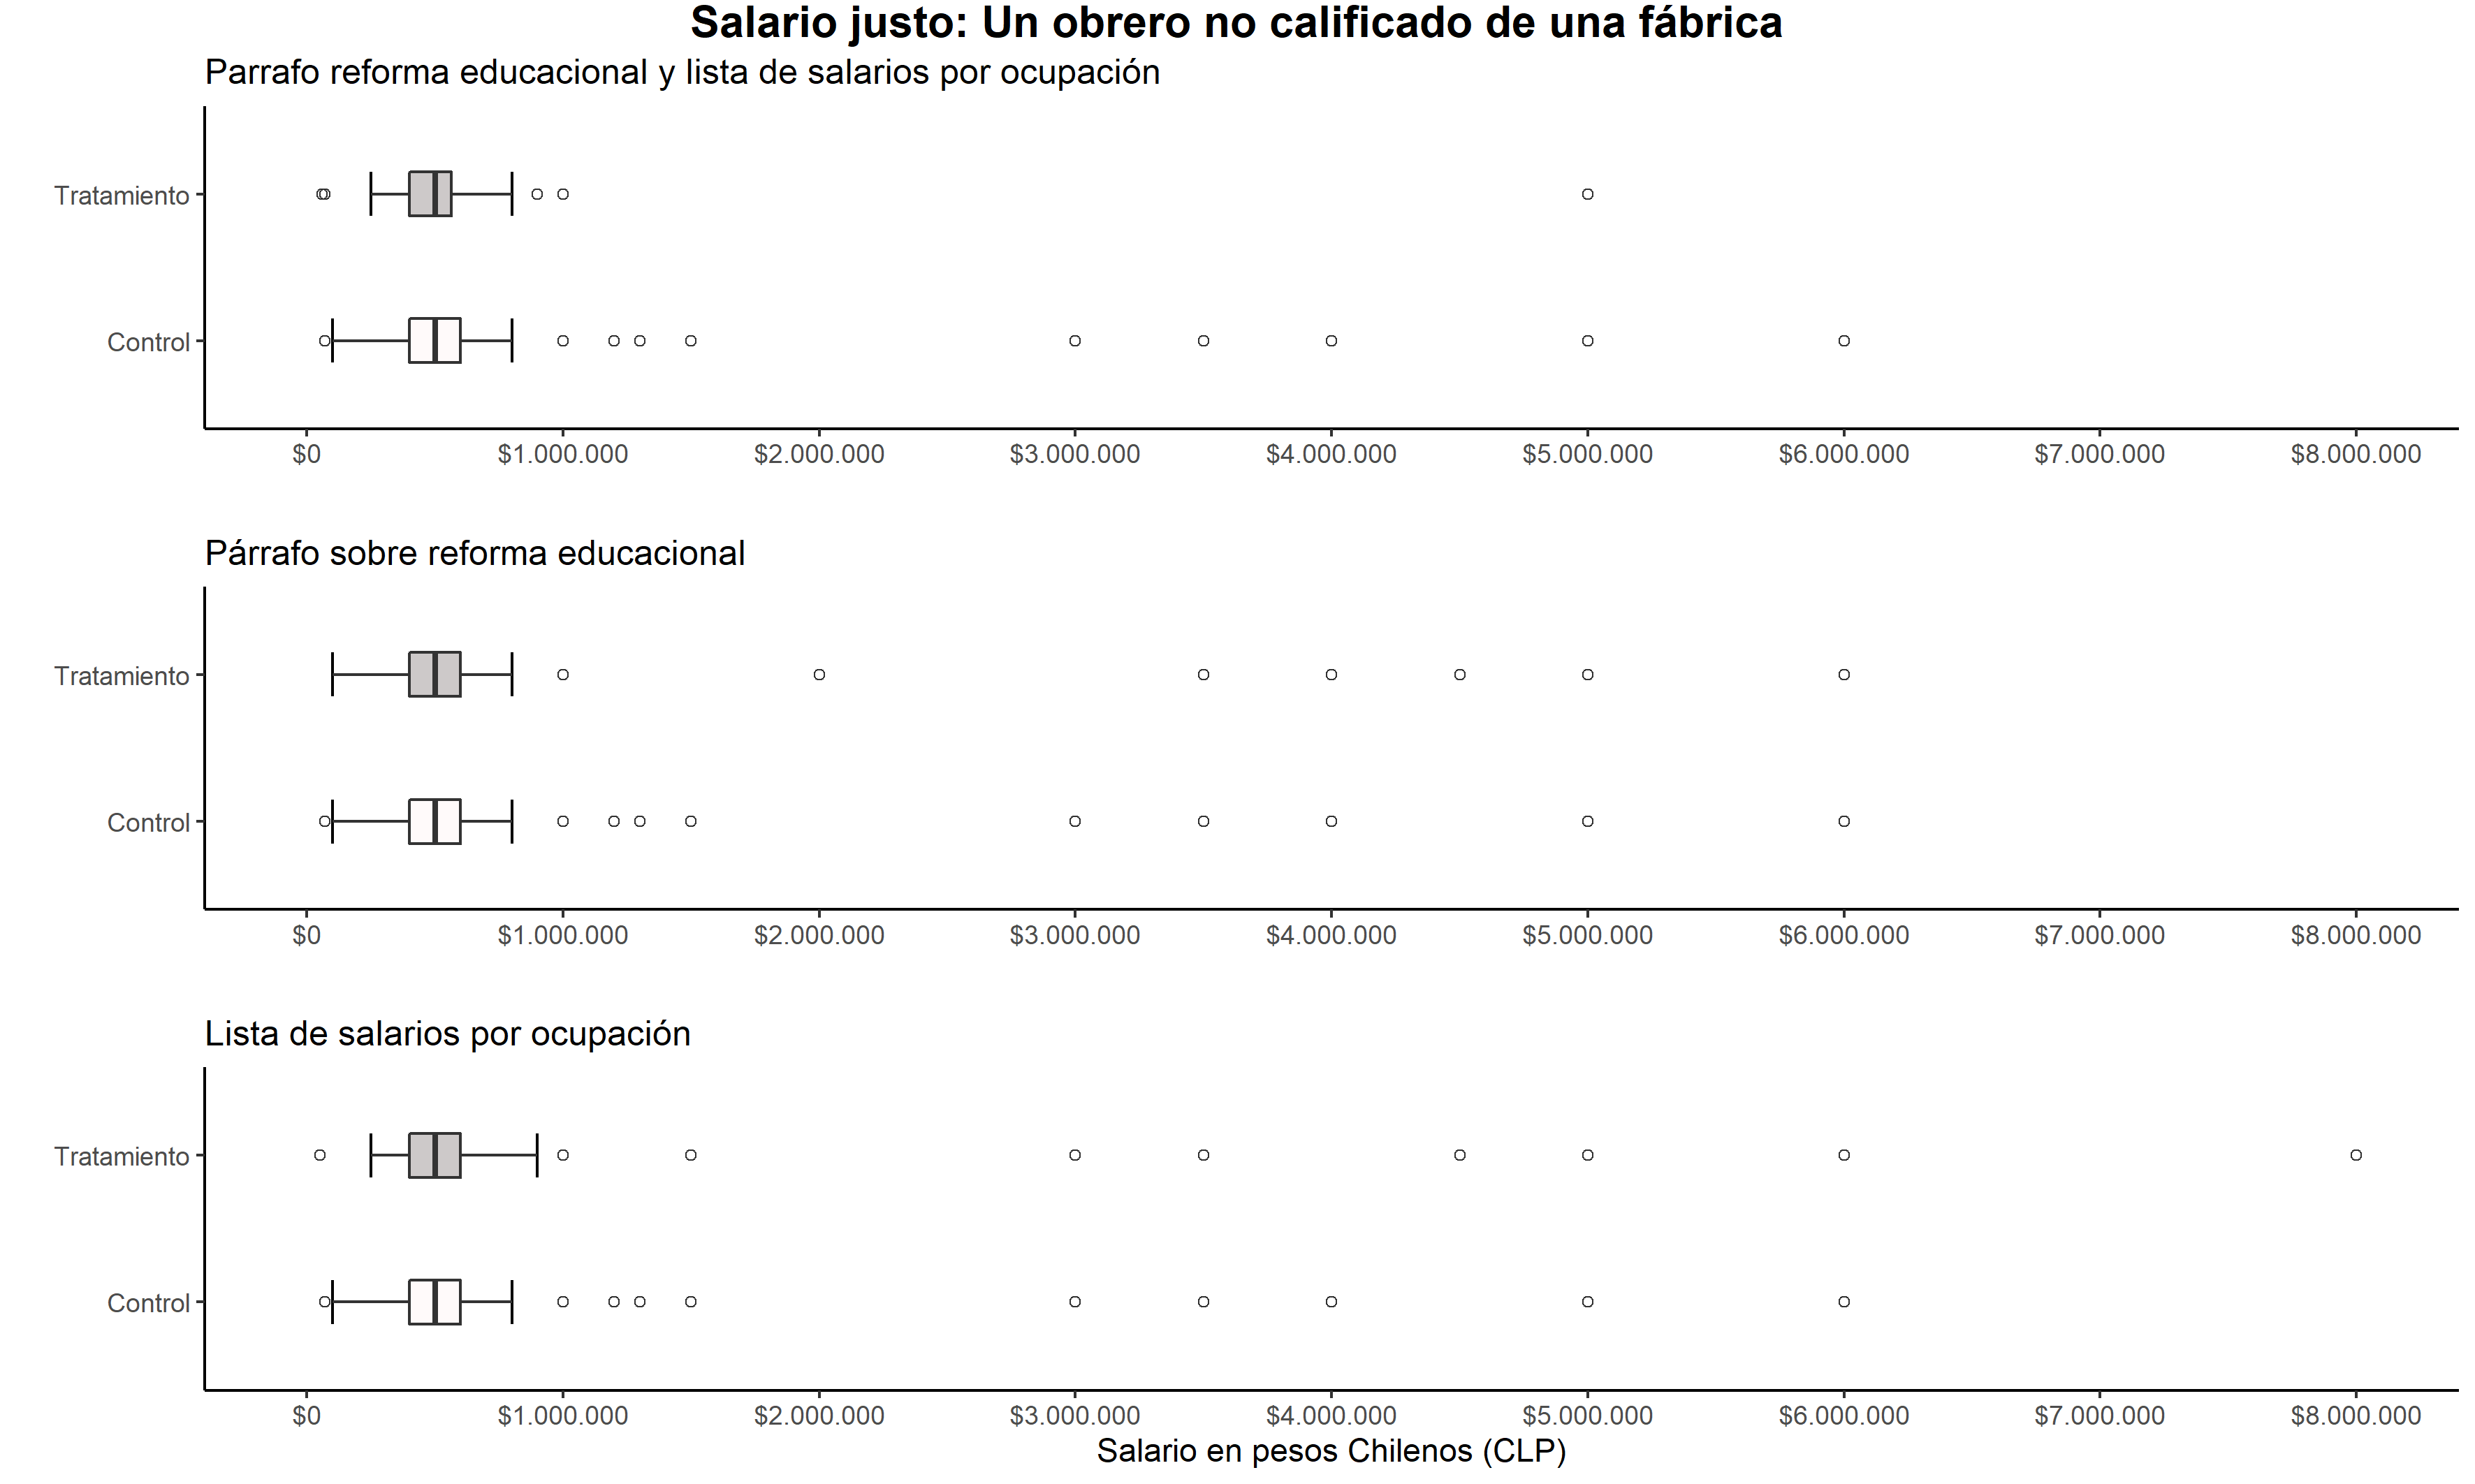 Salario justo: Un obrero no calificado de una fábrica
Parrafo reforma educacional y lista de salarios por ocupación
Tratamiento
Control
$0 $1.000.000 $2.000.000 $3.000.000 $4.000.000 $5.000.000 $6.000.000 $7.000.000 $8.000.000
Párrafo sobre reforma educacional
Tratamiento
Control
$0 $1.000.000 $2.000.000 $3.000.000 $4.000.000 $5.000.000 $6.000.000 $7.000.000 $8.000.000
Lista de salarios por ocupación
Tratamiento
Control
$0 $1.000.000 $2.000.000 $3.000.000 $4.000.000 $5.000.000 $6.000.000 $7.000.000 $8.000.000
Salario en pesos Chilenos (CLP)